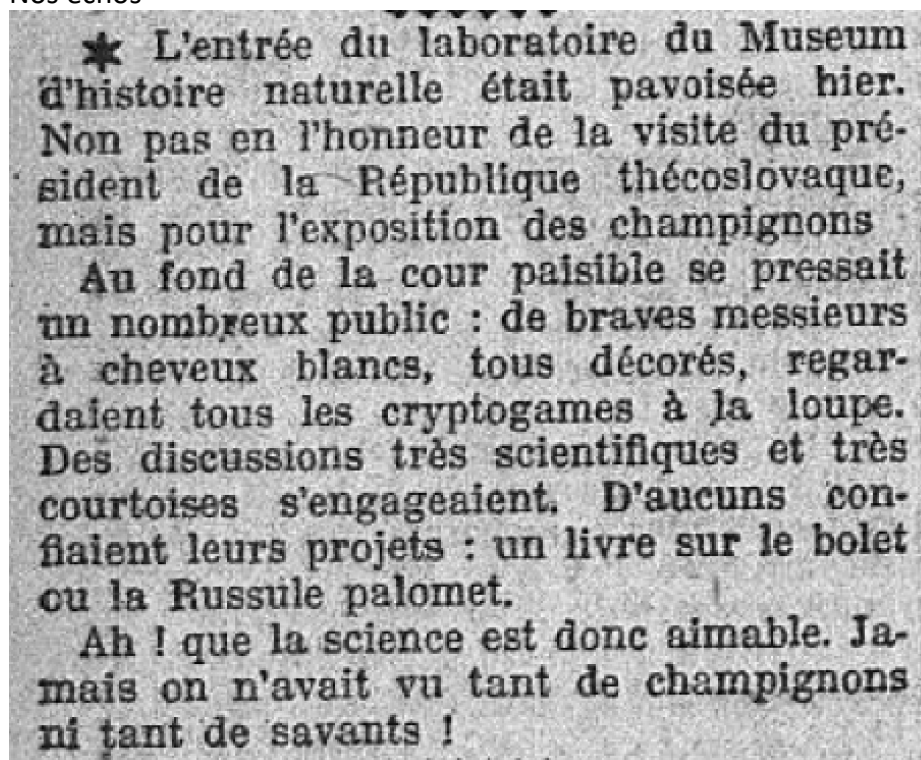 Nos échos
★ L'entrée du laboratoire du Museum
d'histoire naturelle était pavoisée hier.
Non pas en l'honneur de la visite du pré-
sident de la République thécoslovaque,
mais pour l'exposition des champignons
Au fond de la cour paisible se pressait
un nombreux public : de braves messieurs
à cheveux blancs, tous décorés, regar-
daient tous les cryptogames à la loupe.
Des discussions très scientifiques et très
courtoises s'engageaient. D'aucuns con-
fiaient leurs projets : un livre sur le bolet
ou la Russule palomet.
Ah ! que la science est donc aimable. Ja-
mais on n'avait vu tant de champignons
ni tant de savants !